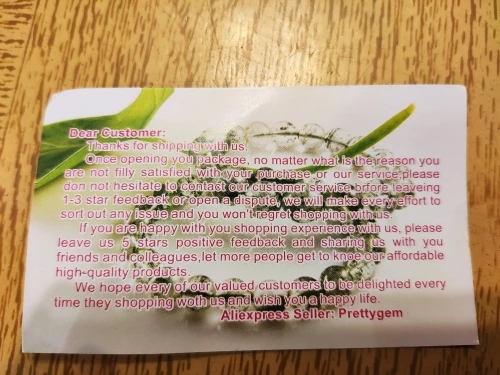 Dear Customer:
Thanks for shipping with us.
Once opening you package, no matter what is the reason you
are not filly satisfied with your purchase or our service,please
don not hesitate to contact our customer service brfore leaveing
1-3 star feedback or open a dispute, we will make every effort to
sort out any issue and you won't regret shopping with us.
If you are happy with you shopping experience with us, please
leave us 5 stars positive feedback and sharing us with you
friends and colleagues,let more people get to knoe our affordable
high-quality products.
We hope every of our valued customers to be delighted every
time they shopping woth us and wish you a happy life.
Aliexpress Seller: Prettygem